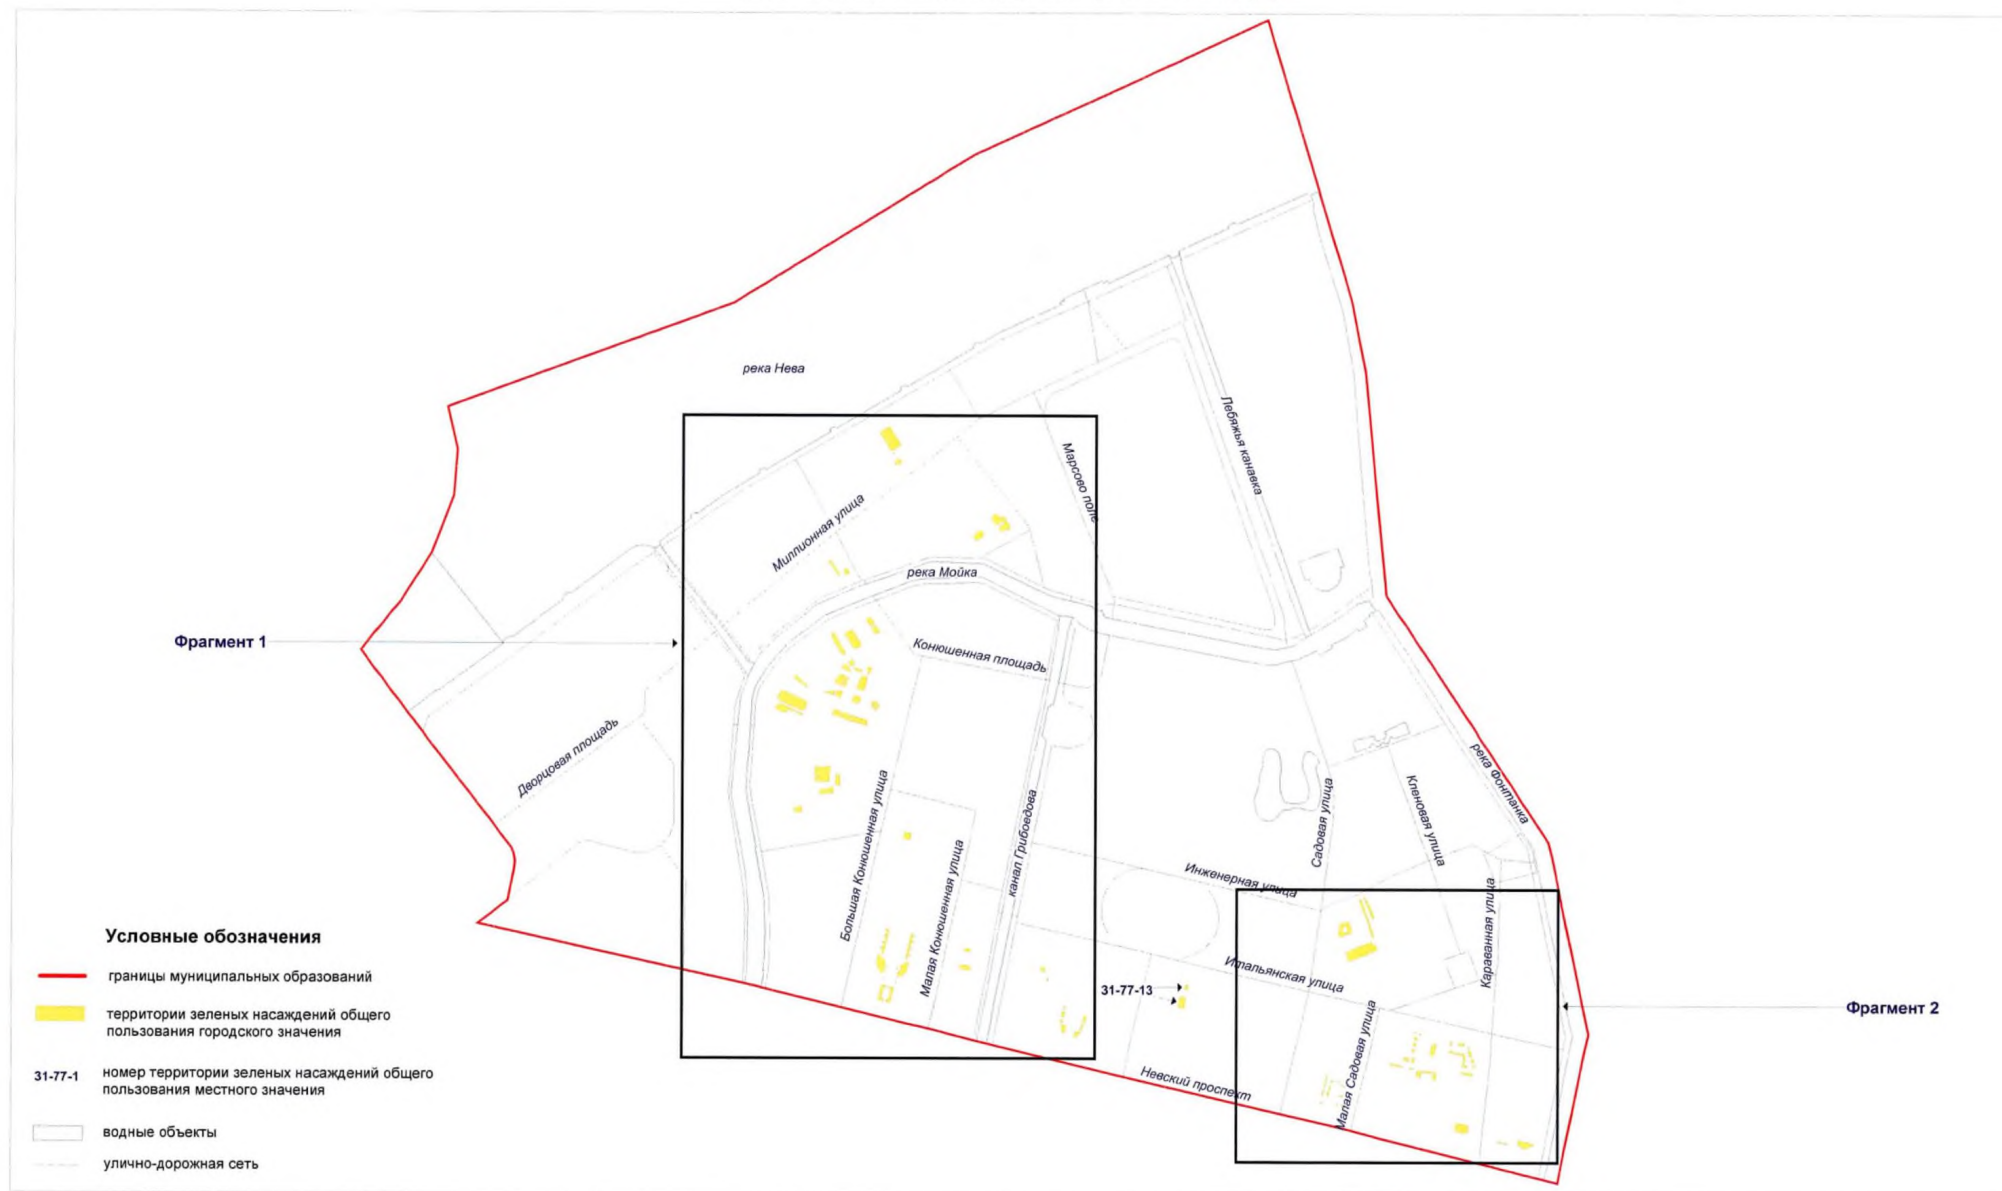 река Нева
Лебяжья канавка
Марсово поле
Миллионная улица
река Мойка
Фрагмент 1
Конюшенная площадь
Дворцовая площадь
река Фонтанка
Кленовая улица
Садовая улица
Большая Конюшенная улица
канал Грибоедова
Малая Конюшенная улица
Инженерная улица
Караванная улица
Итальянская улица
31-77-13
Фрагмент 2
Малая Садовая улица
Невский проспект
Условные обозначения
границы муниципальных образований
территории зеленых насаждений общего
пользования городского значения
31-77-1
номер территории зеленых насаждений общего
пользования местного значения
водные объекты
улично-дорожная сеть